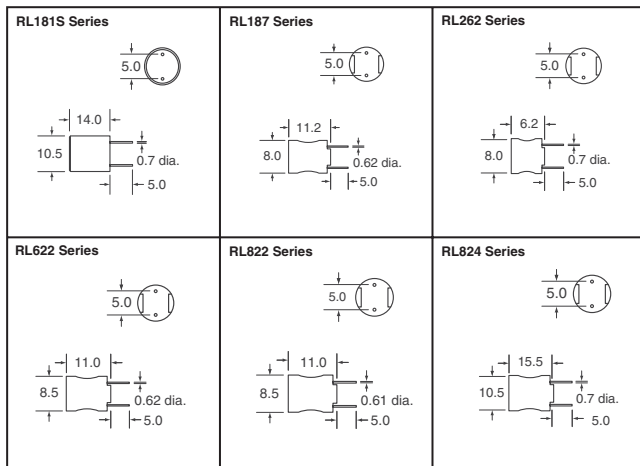 RL181S Series
5.0
14.0
10.5
0.7 dia.
5.0
RL187 Series
5.0
11.2
8.0
0.62 dia.
5.0
RL262 Series
5.0
6.2
8.0
0.7 dia.
5.0
RL622 Series
5.0
11.0
8.5
0.62 dia.
5.0
RL822 Series
5.0
11.0
8.5
0.61 dia.
5.0
RL824 Series
5.0
15.5
10.5
0.7 dia.
5.0